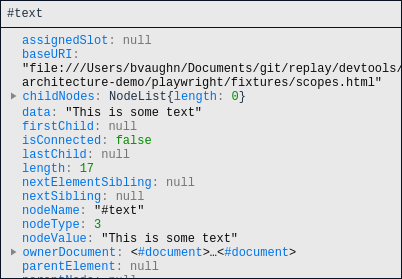 #text
assignedSlot: null
baseURI:
"file:///Users/bvaughn/Documents/git/replay/devtools/
architecture-demo/playwright/fixtures/scopes.html"
childNodes: NodeList{length: 0}
data: "This is some text"
firstChild: null
isConnected: false
lastChild: null
length: 17
nextElementSibling: null
nextSibling: null
nodeName: "#text"
nodeType: 3
nodeValue: "This is some text"
ownerDocument: <#document>…<#document>
parentElement: null
parentNode: null